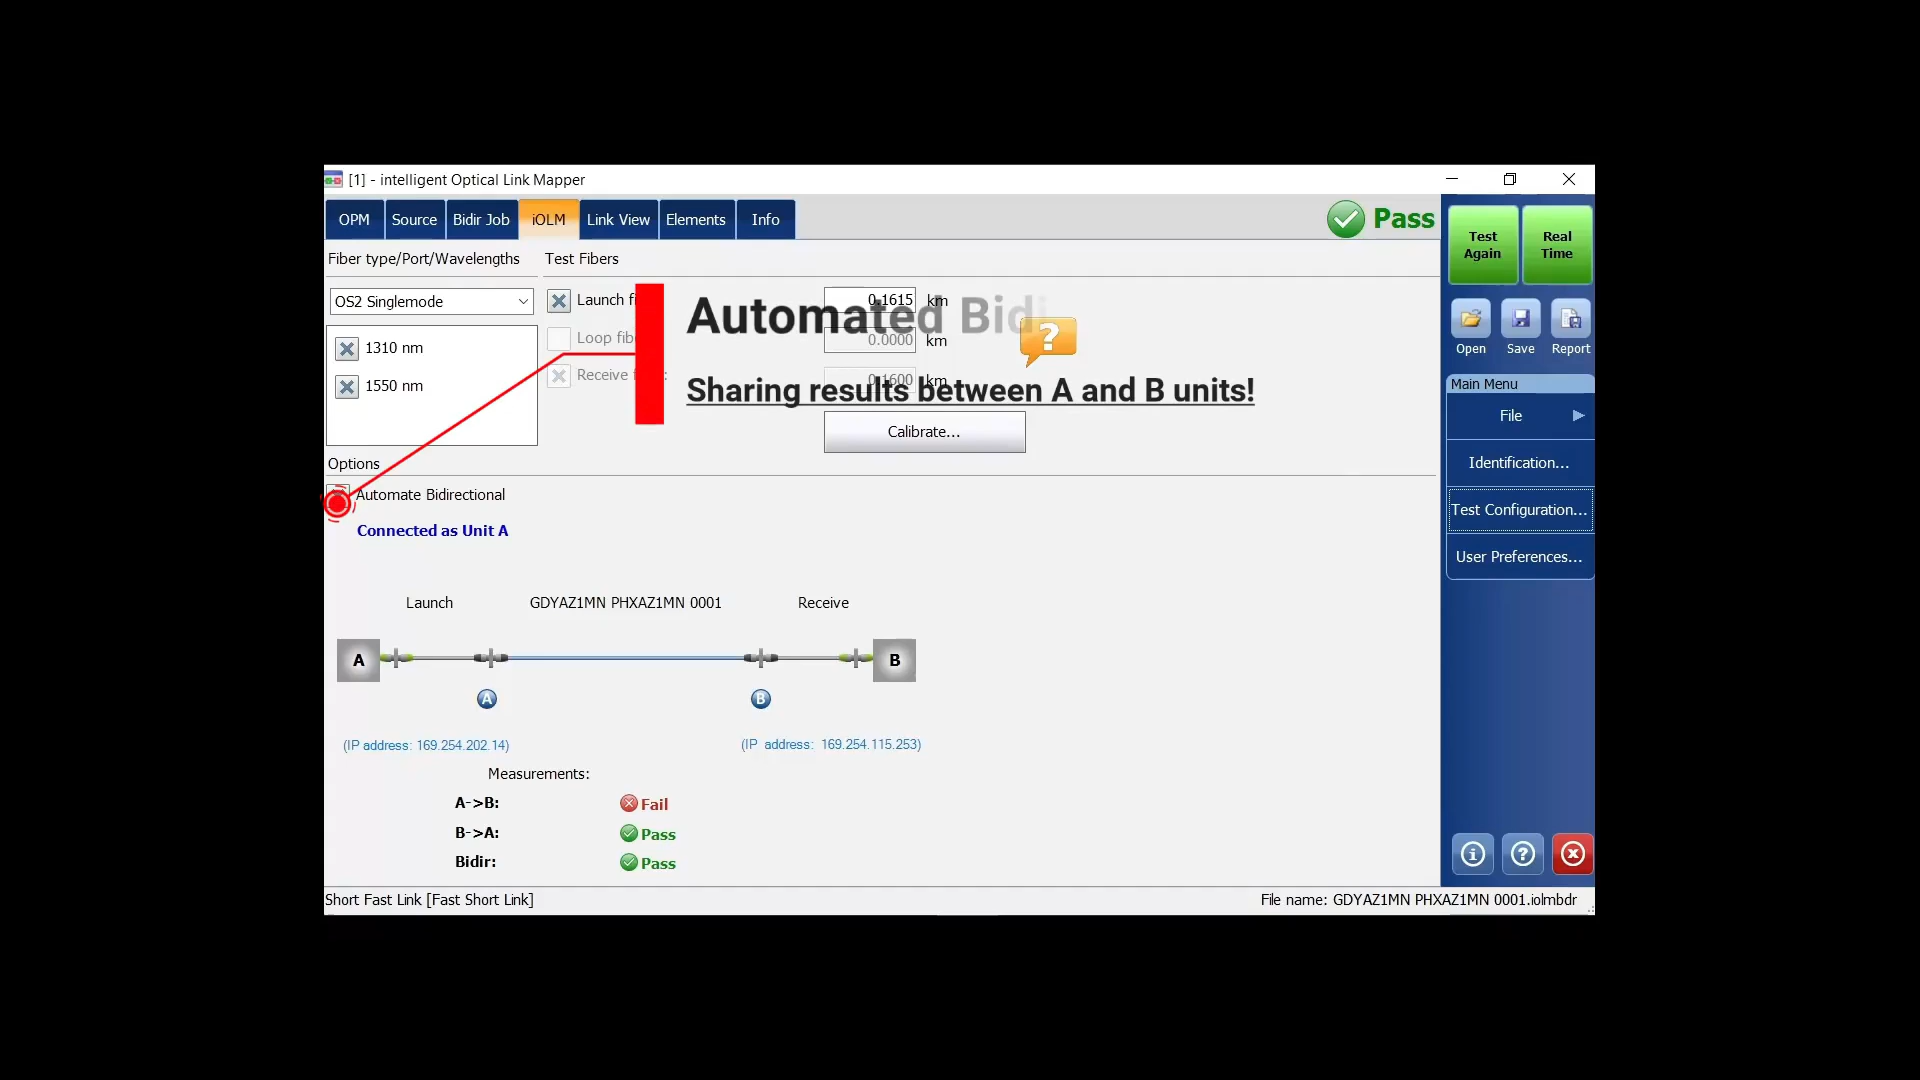 [1] - intelligent Optical Link Mapper
OPM Source Bidir Job iOLM Link View Elements Info Pass
Test Again
Real Time
Fiber type/Port/Wavelengths Test Fibers
OS2 Singlemode
Launch 0.1615 km
1310 nm
Loop 0.0000 km
1550 nm
Receive 0.1600 km
Automated Bidi
Sharing results between A and B units!
?
Calibrate...
Open Save Report
Main Menu
File
Identification...
Test Configuration...
User Preferences...
Options
Automate Bidirectional
Connected as Unit A
Launch GDYAZ1MN PHXAZ1MN 0001 Receive
A B
A B
(IP address: 169.254.202.14) (IP address: 169.254.115.253)
Measurements:
A->B: Fail
B->A: Pass
Bidir: Pass
Short Fast Link [Fast Short Link] File name: GDYAZ1MN PHXAZ1MN 0001.iolmbdr